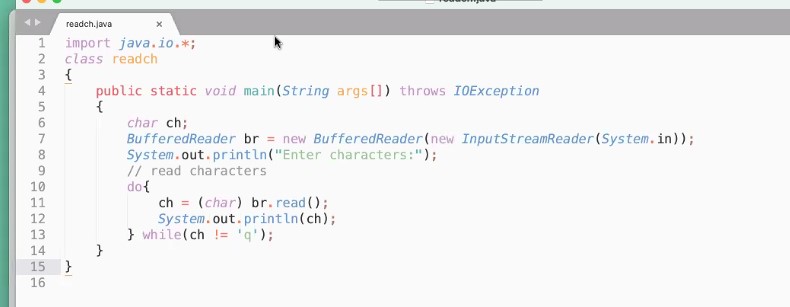 readch.java
readch.java ×
1 import java.io.*;
2 class readch
3 {
4 public static void main(String args[]) throws IOException
5 {
6 char ch;
7 BufferedReader br = new BufferedReader(new InputStreamReader(System.in));
8 System.out.println("Enter characters:");
9 // read characters
10 do{
11 ch = (char) br.read();
12 System.out.println(ch);
13 } while(ch != 'q');
14 }
15 }
16